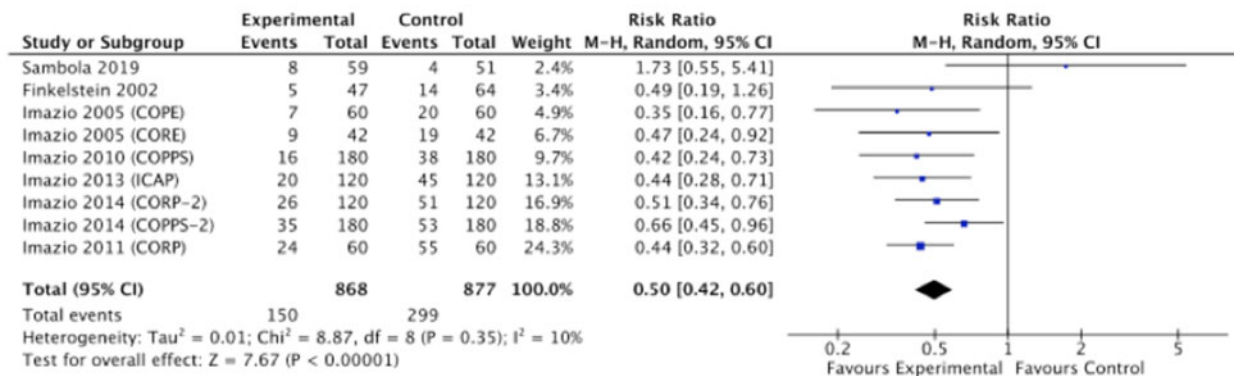 Experimental Control Risk Ratio Risk Ratio
Study or Subgroup Events Total Events Total Weight M-H, Random, 95% CI M-H, Random, 95% CI
Sambola 2019 8 59 4 51 2.4% 1.73 [0.55, 5.41]
Finkelstein 2002 5 47 14 64 3.4% 0.49 [0.19, 1.26]
Imazio 2005 (COPE) 7 60 20 60 4.9% 0.35 [0.16, 0.77]
Imazio 2005 (CORE) 9 42 19 42 6.7% 0.47 [0.24, 0.92]
Imazio 2010 (COPPS) 16 180 38 180 9.7% 0.42 [0.24, 0.73]
Imazio 2013 (ICAP) 20 120 45 120 13.1% 0.44 [0.28, 0.71]
Imazio 2014 (CORP-2) 26 120 51 120 16.9% 0.51 [0.34, 0.76]
Imazio 2014 (COPPS-2) 35 180 53 180 18.8% 0.66 [0.45, 0.96]
Imazio 2011 (CORP) 24 60 55 60 24.3% 0.44 [0.32, 0.60]
Total (95% CI) 868 877 100.0% 0.50 [0.42, 0.60]
Total events 150 299
Heterogeneity: Tau² = 0.01; Chi² = 8.87, df = 8 (P = 0.35); I² = 10%
Test for overall effect: Z = 7.67 (P < 0.00001)
0.2 0.5 1 2 5
Favours Experimental Favours Control